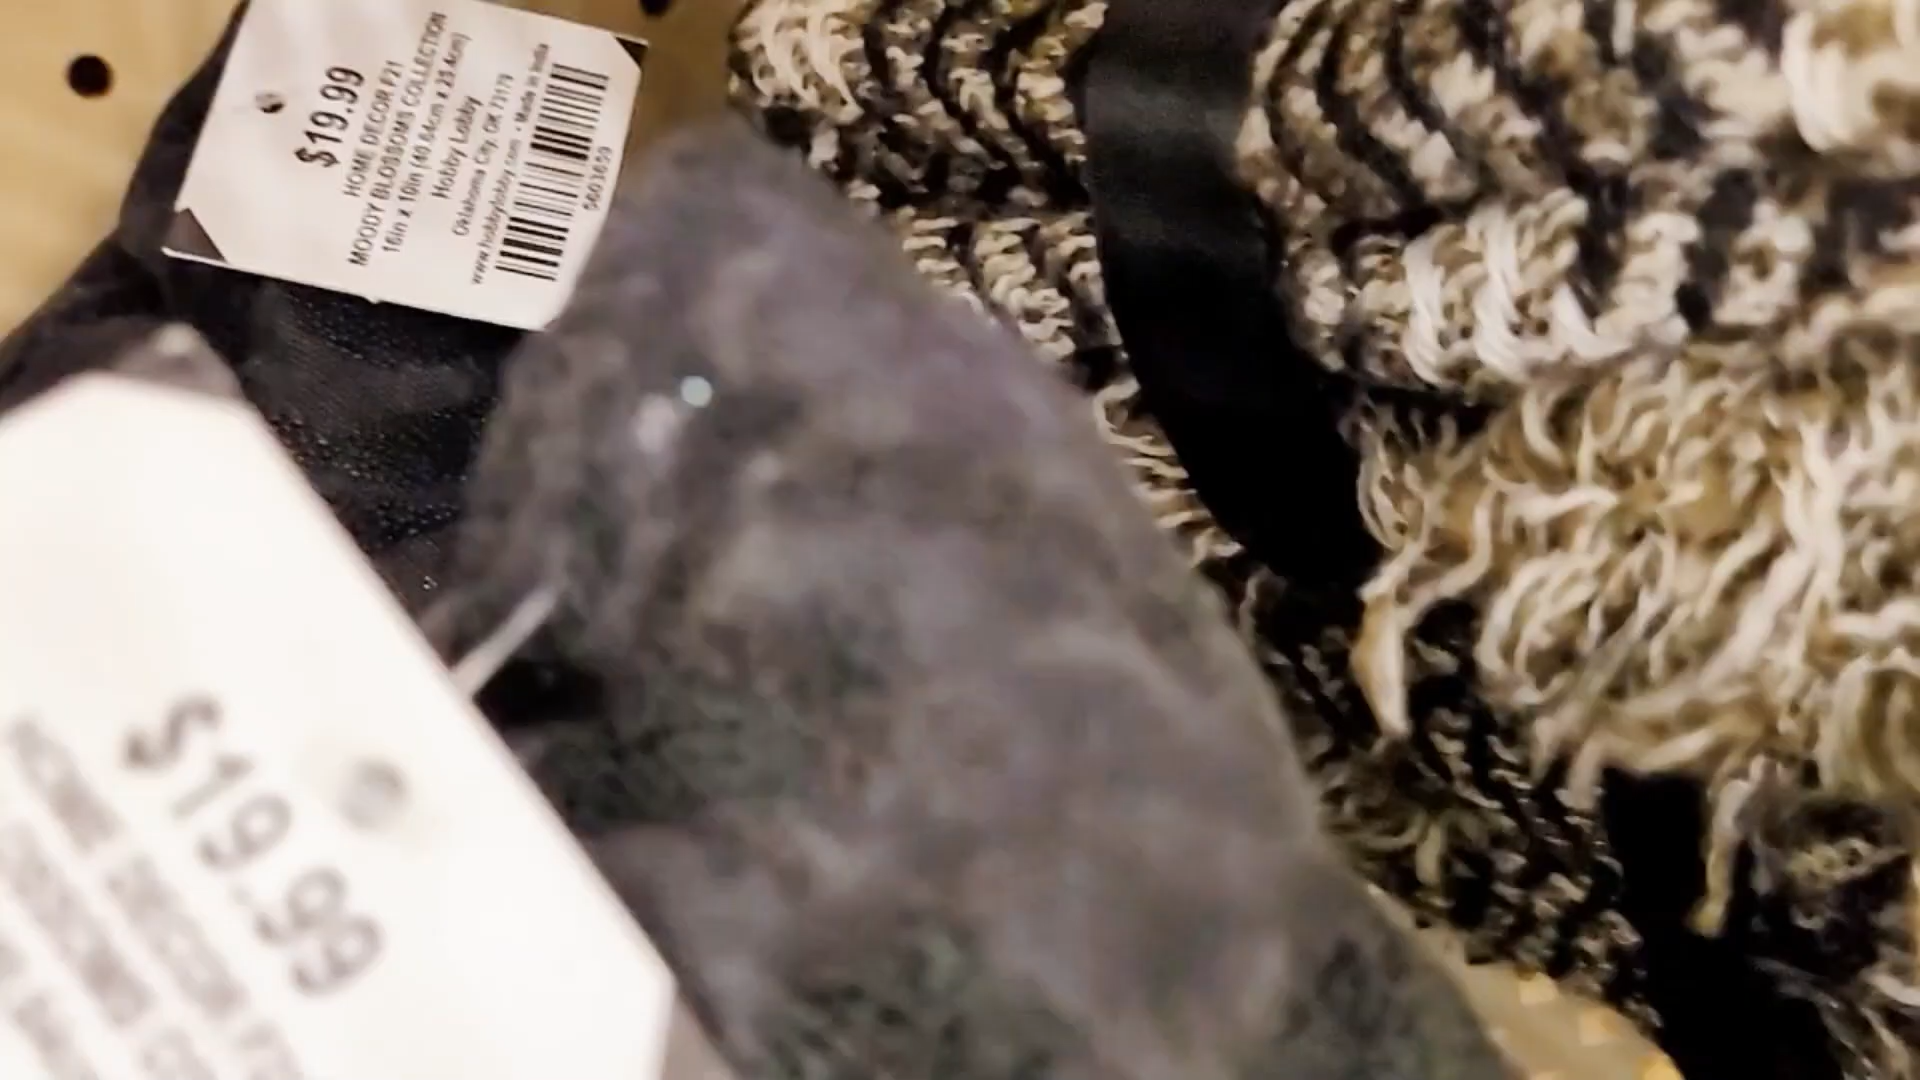 $19.99
HOME DECOR F21
MOODY BLOSSOMS COLLECTION
16in x 10in (40.64cm x 25.4cm)
Hobby Lobby
Oklahoma City, OK 73179
www.hobbylobby.com • Made in India
5603659
$19.99